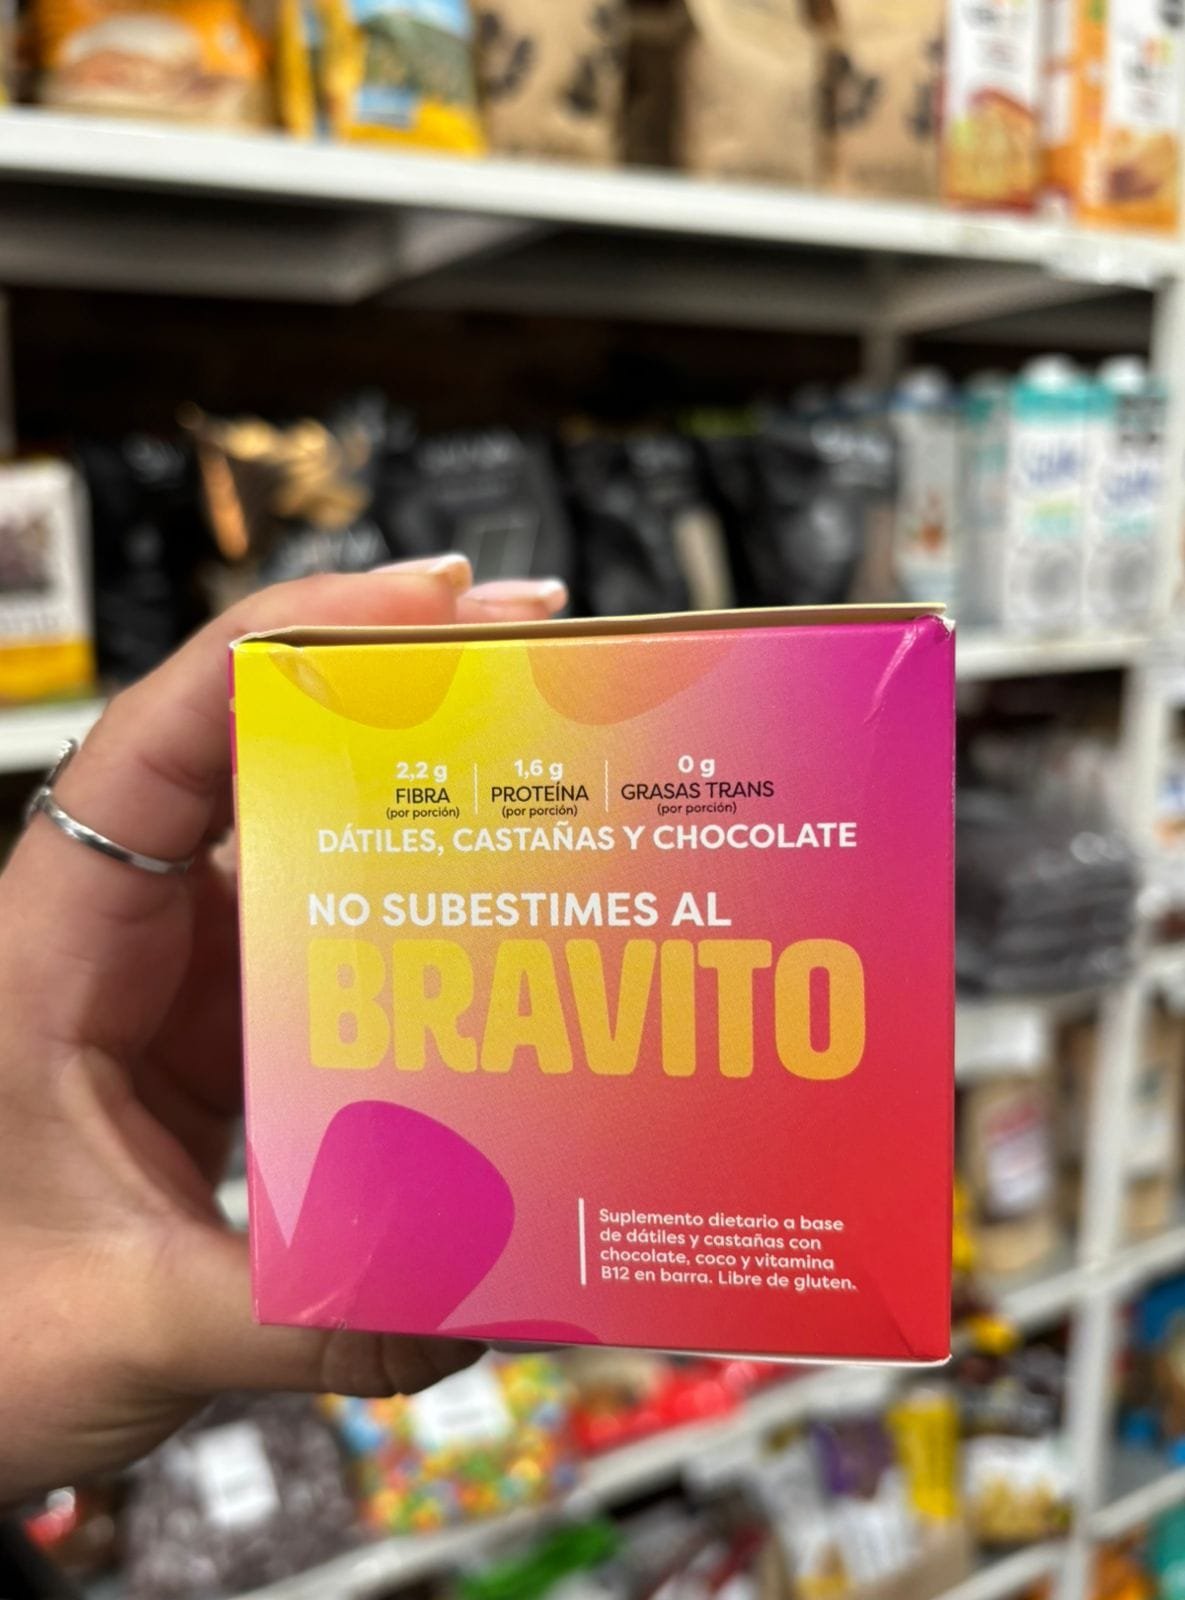 2,2 g
FIBRA
(por porción)
1,6 g
PROTEÍNA
(por porción)
0 g
GRASAS TRANS
(por porción)
DÁTILES, CASTAÑAS Y CHOCOLATE
NO SUBESTIMES AL
BRAVITO
Suplemento dietario a base
de dátiles y castañas con
chocolate, coco y vitamina
B12 en barra. Libre de gluten.